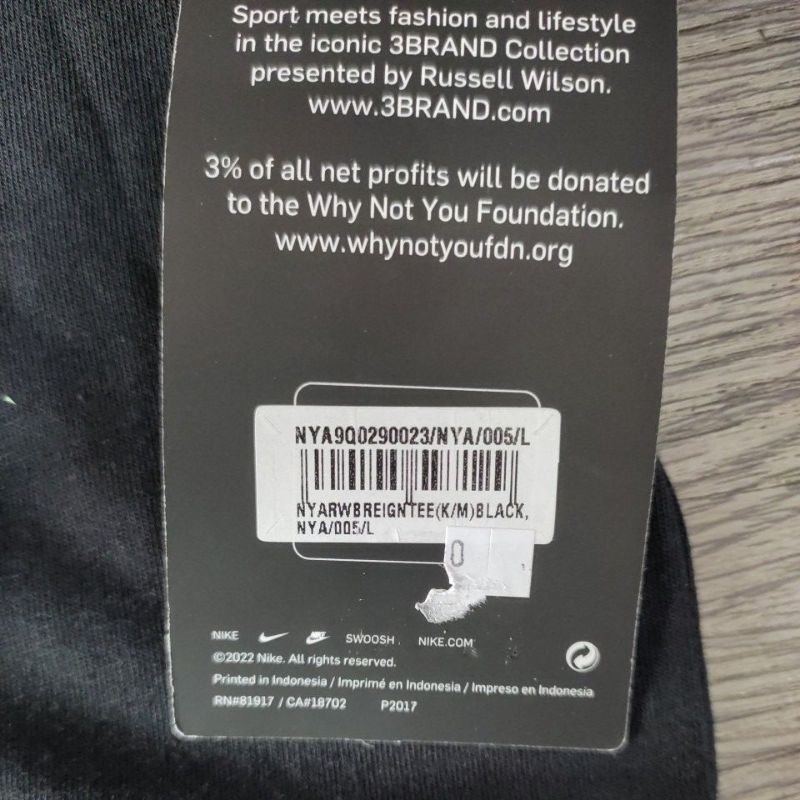 Sport meets fashion and lifestyle
in the iconic 3BRAND Collection
presented by Russell Wilson.
www.3BRAND.com
3% of all net profits will be donated
to the Why Not You Foundation.
www.whynotyoufdn.org
NYA9Q0290023/NYA/005/L
NYARWBREIGNTEE(K/M)BLACK,
NYA/005/L
0
NIKE SWOOSH NIKE.COM
©2022 Nike. All rights reserved.
Printed in Indonesia / Imprimé en Indonesia / Impreso en Indonesia
RN#81917 / CA#18702 P2017